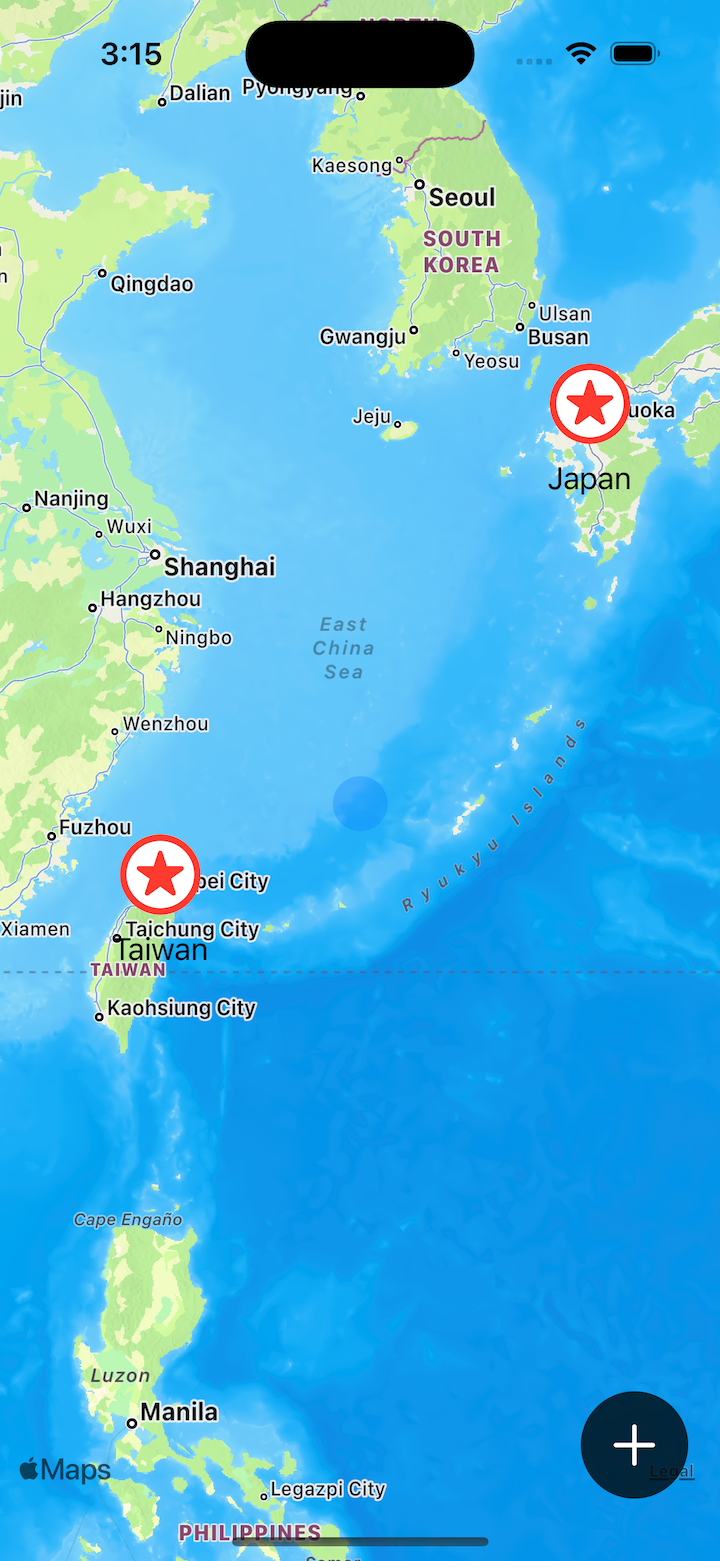 3:15
Dalian
Pyongyang
Kaesong
Seoul
SOUTH
KOREA
Qingdao
Ulsan
Gwangju
Busan
Yeosu
uoka
Jeju
Japan
Nanjing
Wuxi
Shanghai
Hangzhou
Ningbo
East
China
Sea
Wenzhou
Ryukyu Islands
Fuzhou
pei City
Xiamen
Taichung City
Taiwan
TAIWAN
Kaohsiung City
Cape Engaño
Luzon
Manila
Maps
Legal
Legazpi City
PHILIPPINES